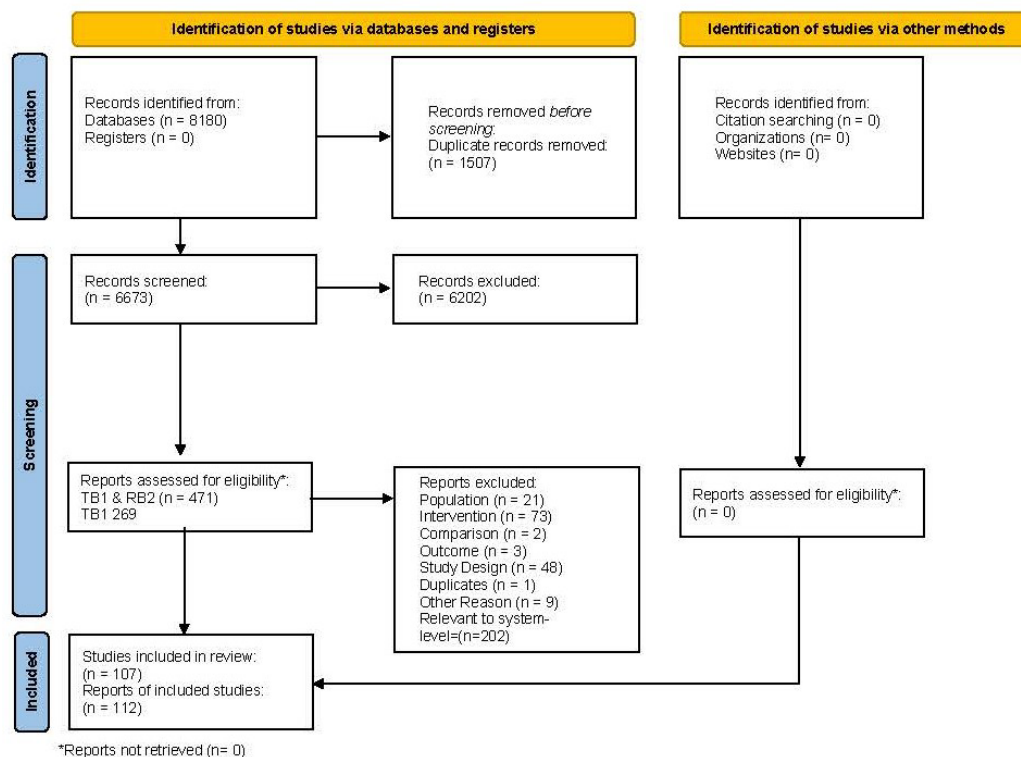 Identification of studies via databases and registers
Identification of studies via other methods
Identification
Records identified from:
Databases (n = 8180)
Registers (n = 0)
Records removed before
screening:
Duplicate records removed:
(n = 1507)
Records identified from:
Citation searching (n = 0)
Organizations (n= 0)
Websites (n= 0)
Screening
Records screened:
(n = 6673)
Records excluded:
(n = 6202)
Reports assessed for eligibility*:
TB1 & RB2 (n = 471)
TB1 269
Reports excluded:
Population (n = 21)
Intervention (n = 73)
Comparison (n = 2)
Outcome (n = 3)
Study Design (n = 48)
Duplicates (n = 1)
Other Reason (n = 9)
Relevant to system-
level=(n=202)
Reports assessed for eligibility*:
(n = 0)
Included
Studies included in review:
(n = 107)
Reports of included studies:
(n = 112)
*Reports not retrieved (n= 0)